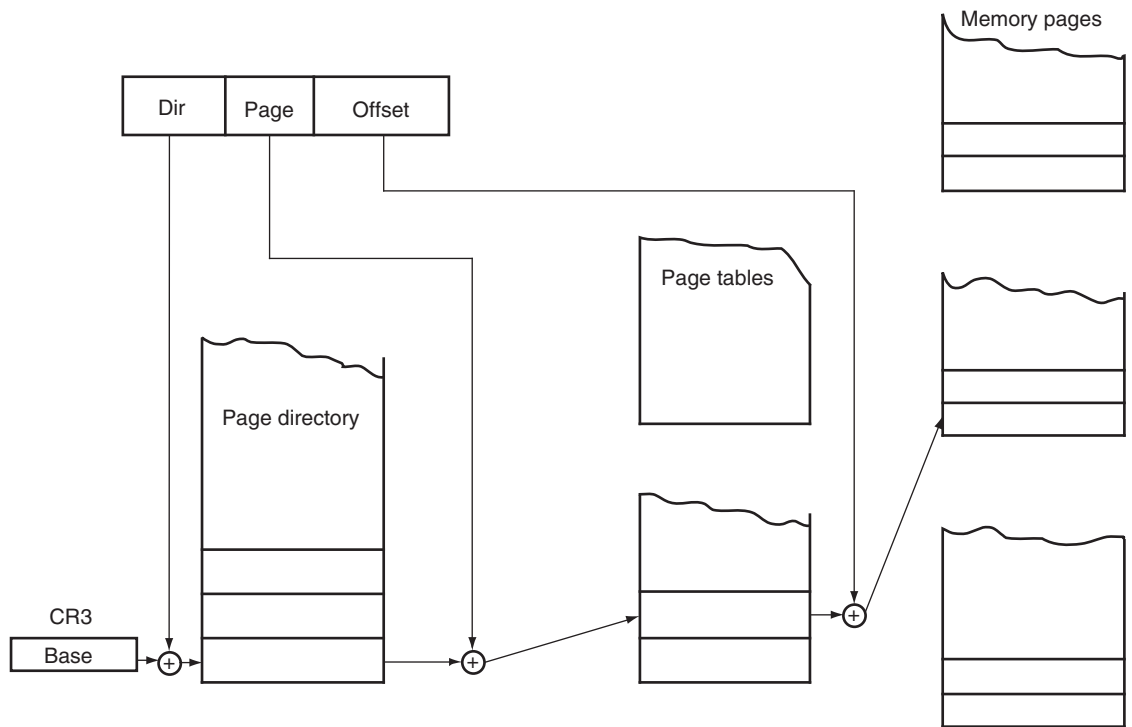 Memory pages
Dir Page Offset
Page tables
Page directory
CR3
Base
+ + +